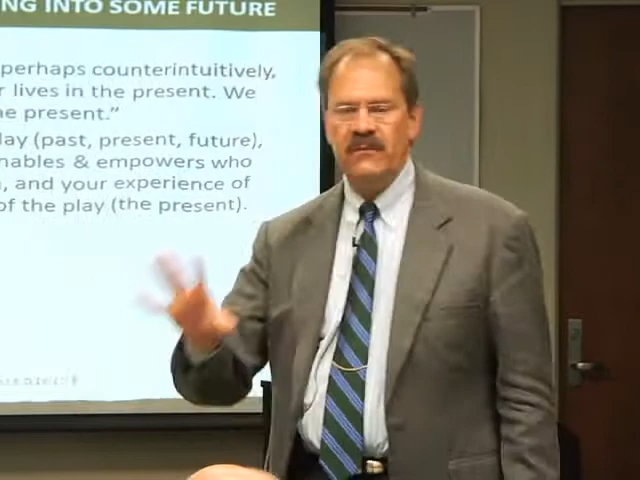 NG INTO SOME FUTURE
perhaps counterintuitively,
r lives in the present. We
he present.”
lay (past, present, future),
nables & empowers who
, and your experience of
of the play (the present).